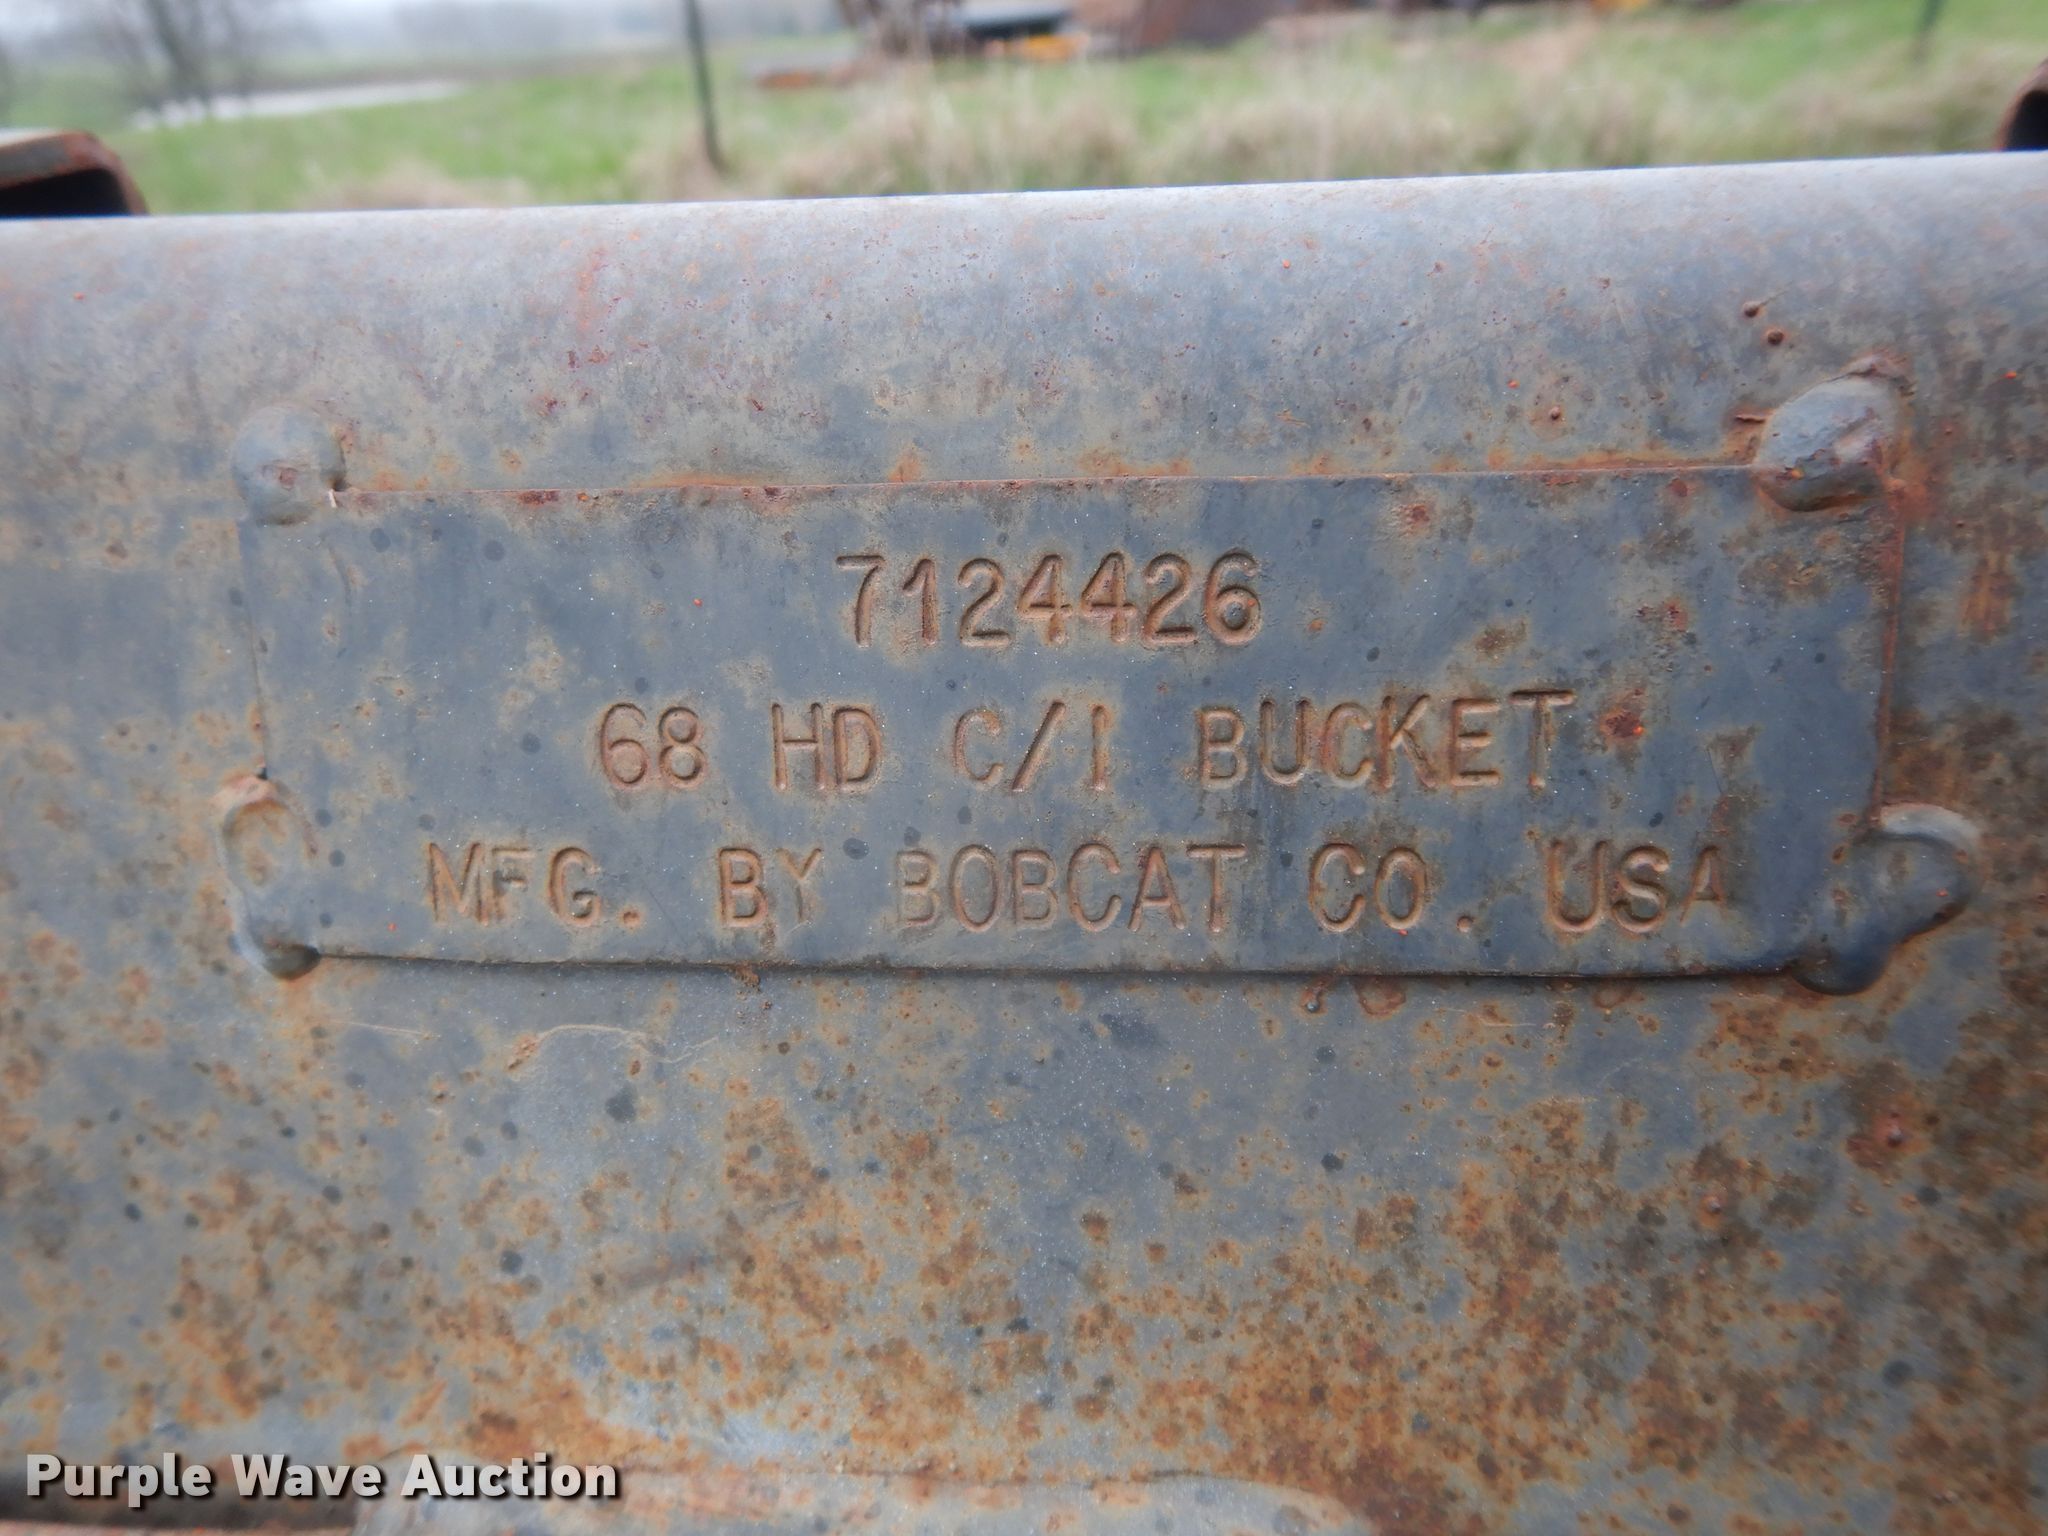 7124426
68 HD C/I BUCKET
MFG. BY BOBCAT CO. USA
Purple Wave Auction